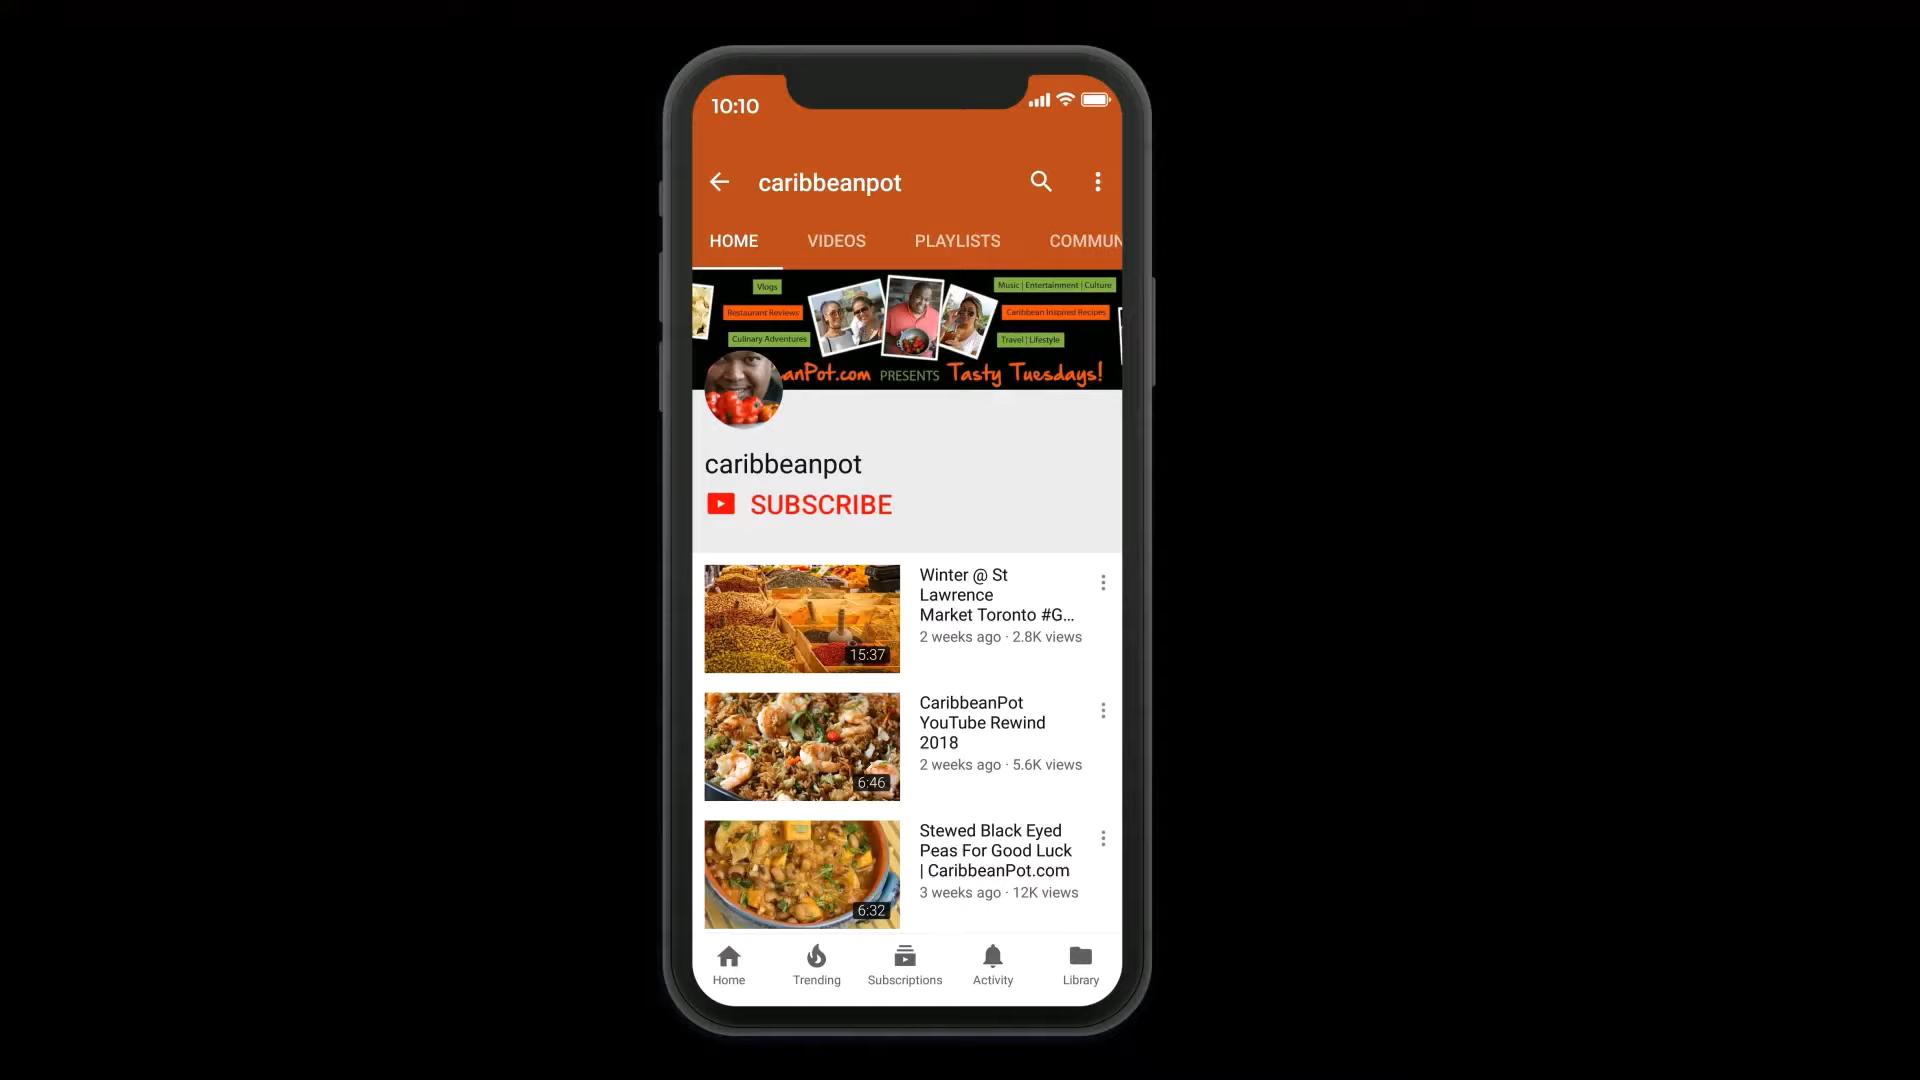 10:10
caribbeanpot
HOME VIDEOS PLAYLISTS COMMUN
Vlogs
Restaurant Reviews
Culinary Adventures
Music | Entertainment | Culture
Caribbean Inspired Recipes
Travel | Lifestyle
anPot.com PRESENTS Tasty Tuesdays!
caribbeanpot
SUBSCRIBE
Winter @ St
Lawrence
Market Toronto #G...
2 weeks ago · 2.8K views
15:37
CaribbeanPot
YouTube Rewind
2018
2 weeks ago · 5.6K views
6:46
Stewed Black Eyed
Peas For Good Luck
| CaribbeanPot.com
3 weeks ago · 12K views
6:32
Home Trending Subscriptions Activity Library